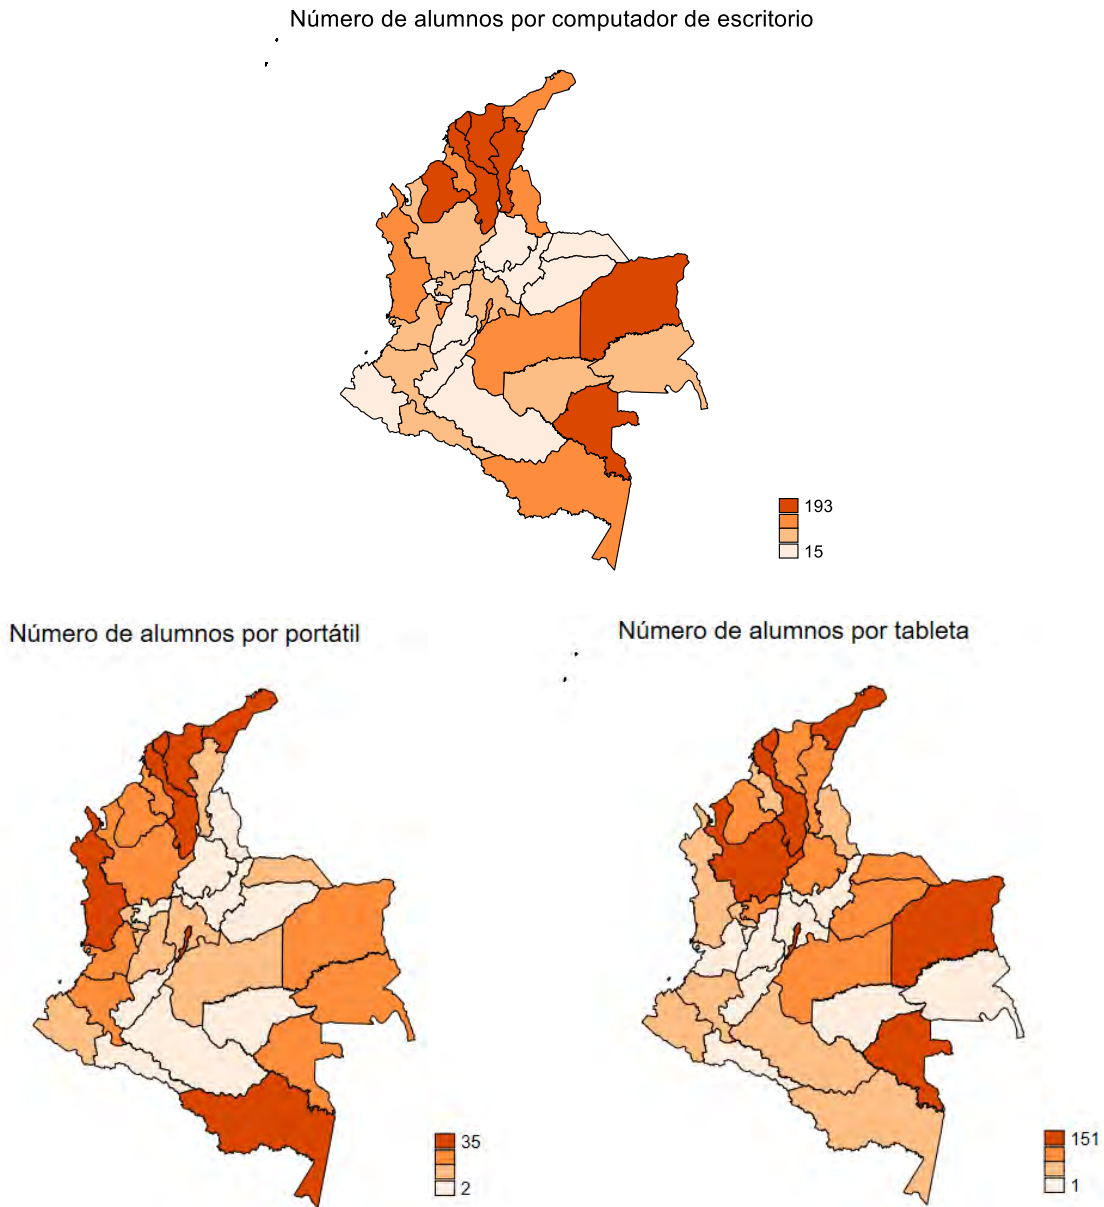 Número de alumnos por computador de escritorio
193
15
Número de alumnos por portátil
Número de alumnos por tableta
35
2
151
1